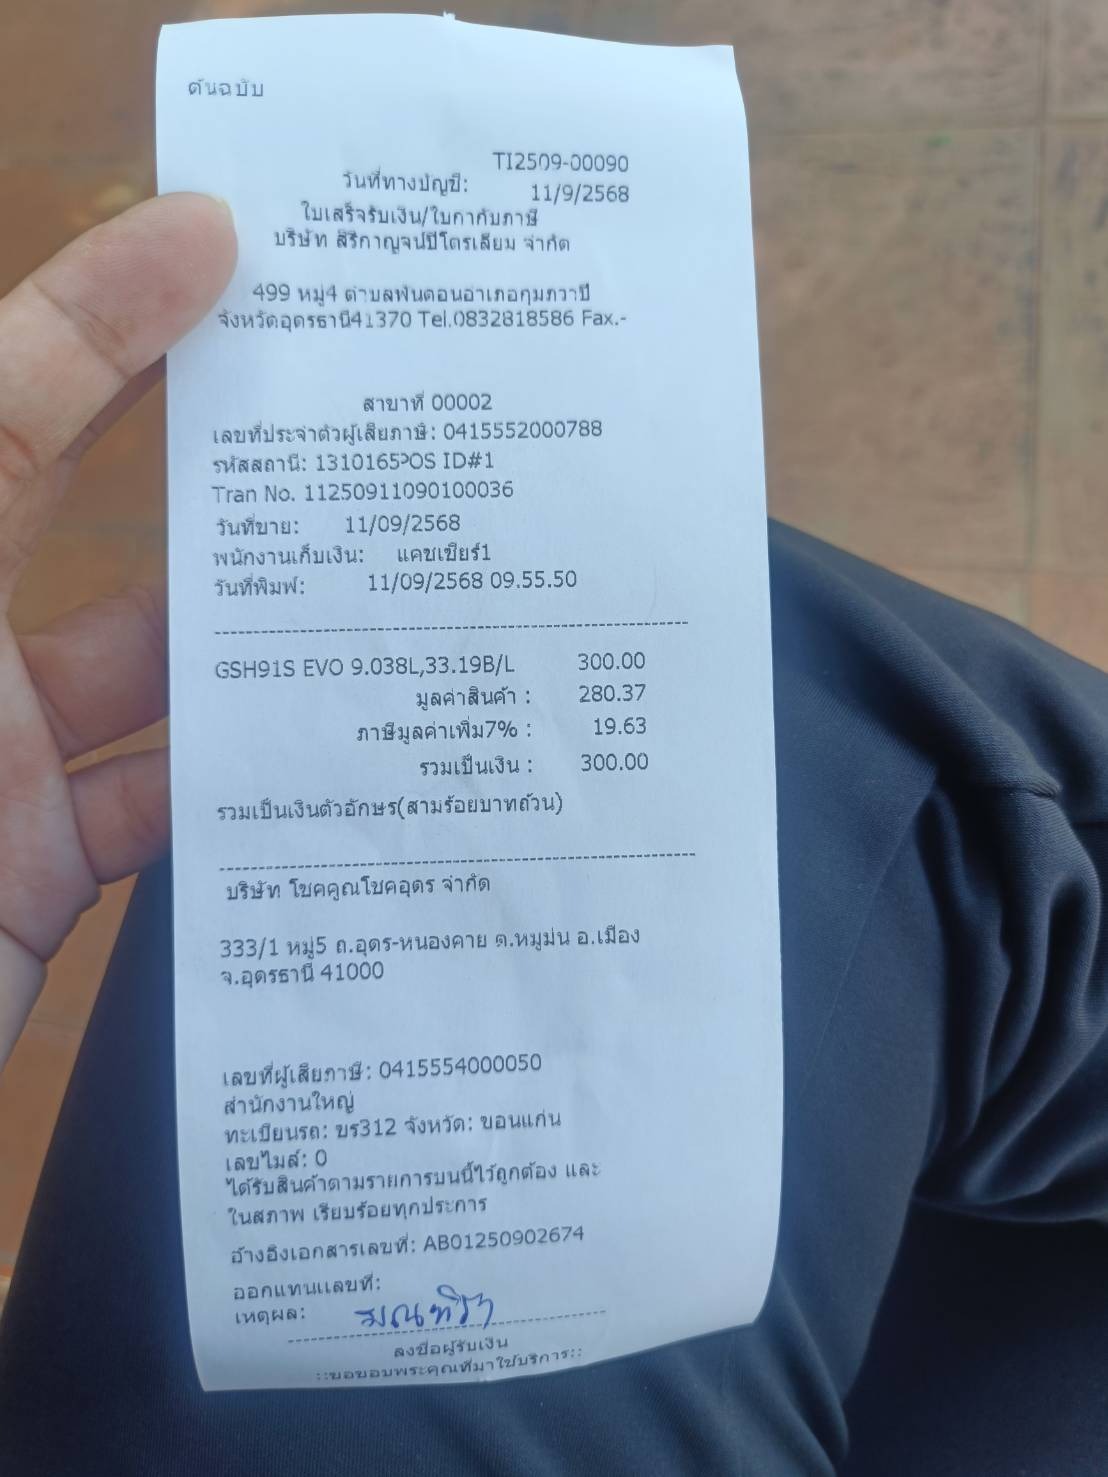 ต้นฉบับ
TI2509-00090
วันที่ทางบัญชี: 11/9/2568
ใบเสร็จรับเงิน/ใบกำกับภาษี
บริษัท สิริกาญจน์ปิโตรเลียม จำกัด
499 หมู่4 ตำบลพันดอนอำเภอกุมภวาปี
จังหวัดอุดรธานี41370 Tel.0832818586 Fax.-
สาขาที่ 00002
เลขที่ประจำตัวผู้เสียภาษี: 0415552000788
รหัสสถานี: 1310165POS ID#1
Tran No. 11250911090100036
วันที่ขาย: 11/09/2568
พนักงานเก็บเงิน: แคชเชียร์1
วันที่พิมพ์: 11/09/2568 09.55.50
GSH91S EVO 9.038L,33.19B/L 300.00
มูลค่าสินค้า : 280.37
ภาษีมูลค่าเพิ่ม7% : 19.63
รวมเป็นเงิน : 300.00
รวมเป็นเงินตัวอักษร(สามร้อยบาทถ้วน)
บริษัท โชคคูณโชคอุดร จำกัด
333/1 หมู่5 ถ.อุดร-หนองคาย ต.หมูม่น อ.เมือง
จ.อุดรธานี 41000
เลขที่ผู้เสียภาษี: 0415554000050
สำนักงานใหญ่
ทะเบียนรถ: ขร312 จังหวัด: ขอนแก่น
เลขไมล์: 0
ได้รับสินค้าตามรายการบนนี้ไว้ถูกต้อง และ
ในสภาพ เรียบร้อยทุกประการ
อ้างอิงเอกสารเลขที่: AB01250902674
ออกแทนเลขที่:
เหตุผล: มณฑิรา
ลงชื่อผู้รับเงิน
::ขอขอบพระคุณที่มาใช้บริการ::